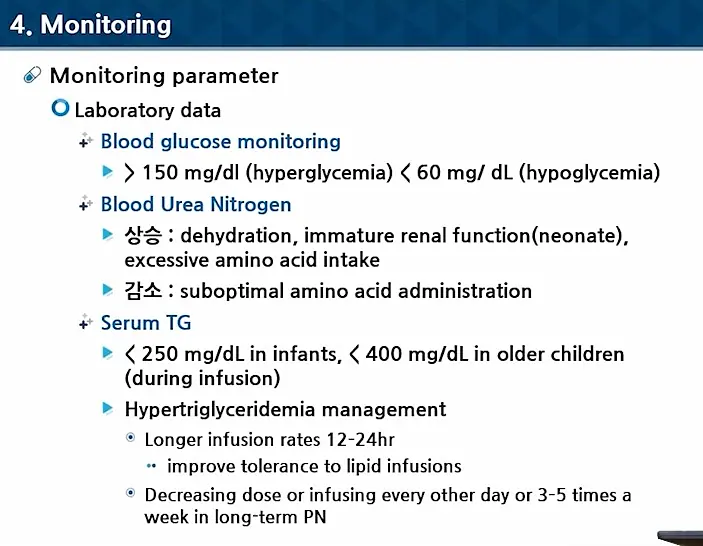 4. Monitoring
Monitoring parameter
Laboratory data
Blood glucose monitoring
> 150 mg/dl (hyperglycemia) < 60 mg/ dL (hypoglycemia)
Blood Urea Nitrogen
상승 : dehydration, immature renal function(neonate),
excessive amino acid intake
감소 : suboptimal amino acid administration
Serum TG
< 250 mg/dL in infants, < 400 mg/dL in older children
(during infusion)
Hypertriglyceridemia management
Longer infusion rates 12-24hr
improve tolerance to lipid infusions
Decreasing dose or infusing every other day or 3-5 times a
week in long-term PN